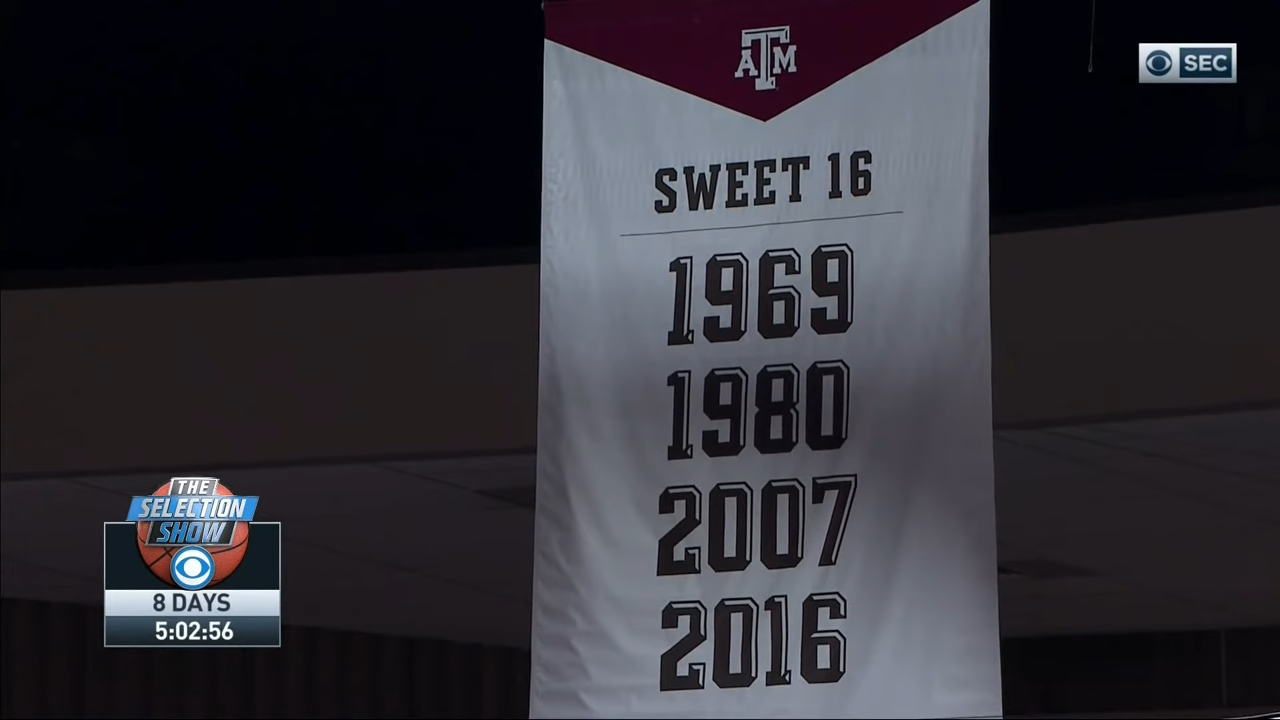 ATM
SEC
SWEET 16
1969
1980
2007
2016
THE
SELECTION
SHOW
8 DAYS
5:02:56